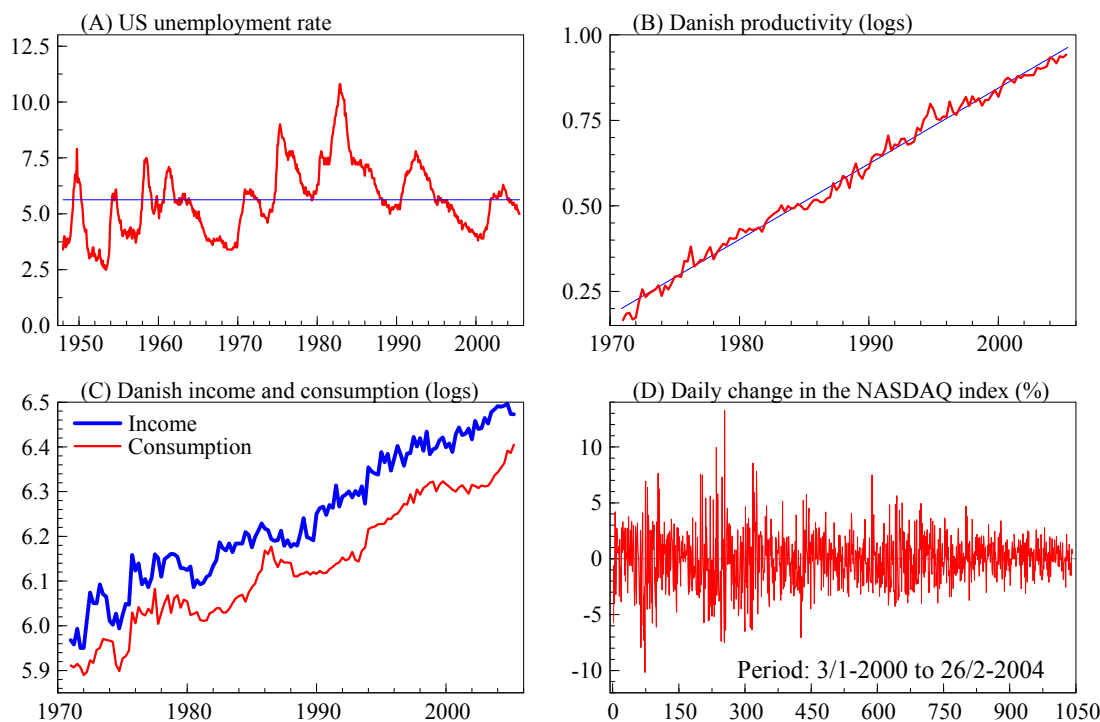 (A) US unemployment rate
12.5
10.0
7.5
5.0
2.5
0.0
1950 1960 1970 1980 1990 2000
(B) Danish productivity (logs)
1.00
0.75
0.50
0.25
1970 1980 1990 2000
(C) Danish income and consumption (logs)
6.5
6.4
6.3
6.2
6.1
6.0
5.9
Income
Consumption
1970 1980 1990 2000
(D) Daily change in the NASDAQ index (%)
10
5
0
-5
-10
Period: 3/1-2000 to 26/2-2004
0 150 300 450 600 750 900 1050